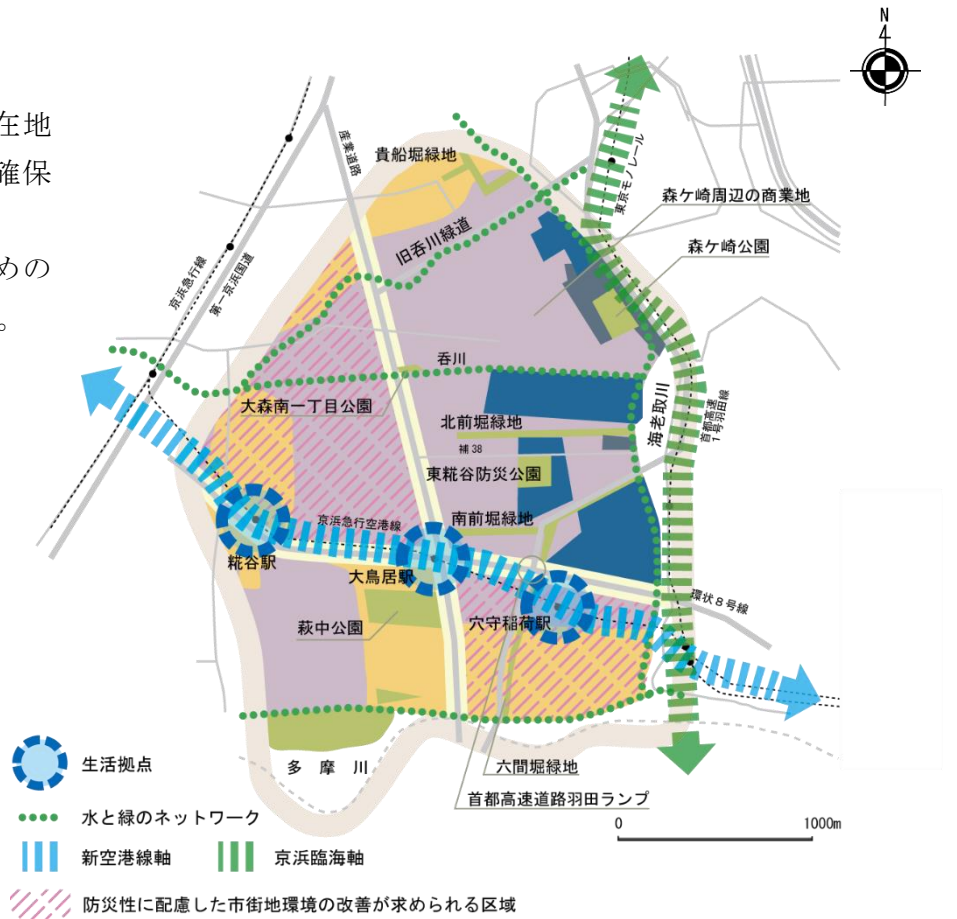 N
在地
確保
めの
。
産業道路
貴船堀緑地
東京モノレール
森ケ崎周辺の商業地
旧呑川緑道
森ケ崎公園
京浜急行線
第一京浜国道
呑川
大森南一丁目公園
海老取川
首都高速
1号羽田線
北前堀緑地
補38
東糀谷防災公園
南前堀緑地
京浜急行空港線
糀谷駅
大鳥居駅
環状8号線
萩中公園
穴守稲荷駅
六間堀緑地
多摩川
首都高速道路羽田ランプ
生活拠点
水と緑のネットワーク
0 1000m
新空港線軸
京浜臨海軸
防災性に配慮した市街地環境の改善が求められる区域